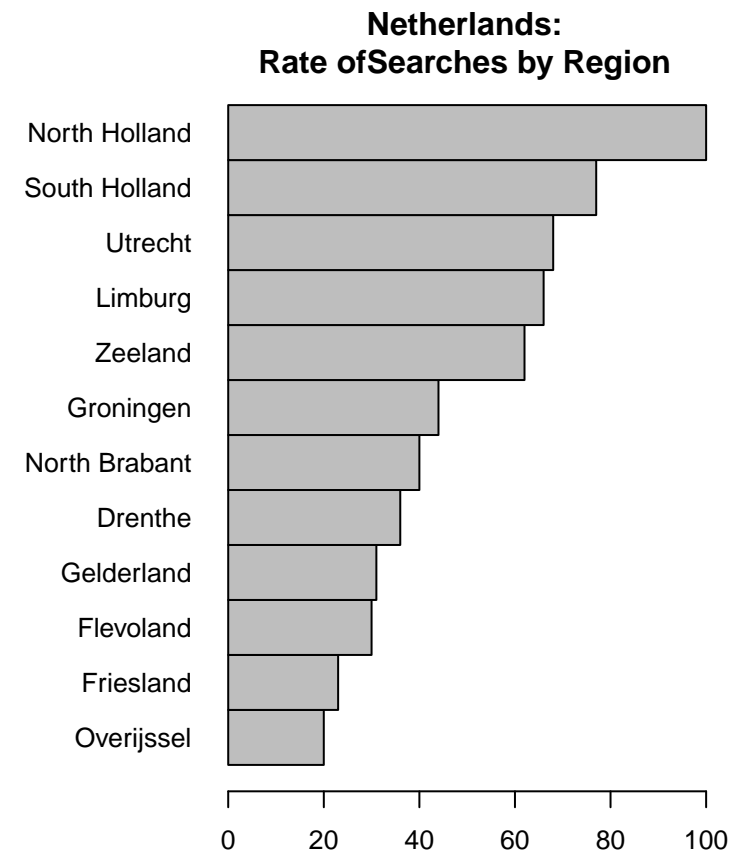 Netherlands:
Rate ofSearches by Region
North Holland
South Holland
Utrecht
Limburg
Zeeland
Groningen
North Brabant
Drenthe
Gelderland
Flevoland
Friesland
Overijssel
0 20 40 60 80 100